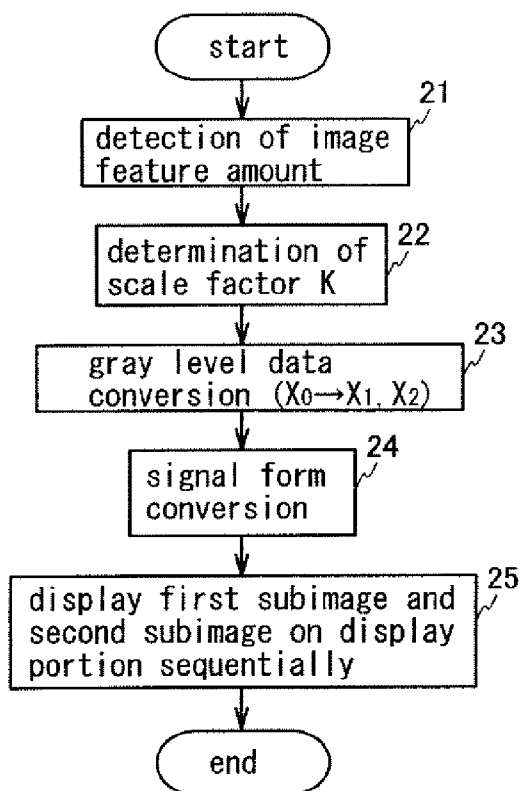 start
21
detection of image
feature amount
22
determination of
scale factor K
23
gray level data
conversion (X₀→X₁, X₂)
24
signal form
conversion
25
display first subimage and
second subimage on display
portion sequentially
end